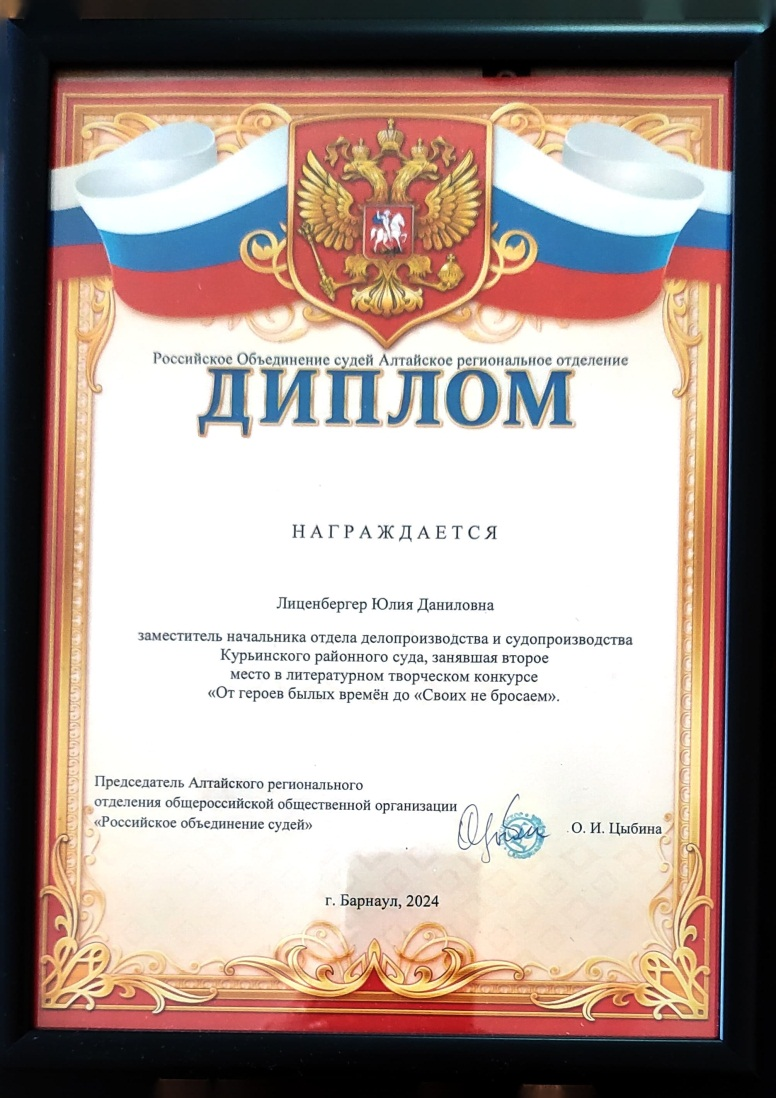 Российское Объединение судей Алтайское региональное отделение
ДИПЛОМ
НАГРАЖДАЕТСЯ
Лиценбергер Юлия Даниловна
заместитель начальника отдела делопроизводства и судопроизводства
Курьинского районного суда, занявшая второе
место в литературном творческом конкурсе
«От героев былых времён до «Своих не бросаем».
Председатель Алтайского регионального
отделения общероссийской общественной организации
«Российское объединение судей»
О. И. Цыбина
г. Барнаул, 2024